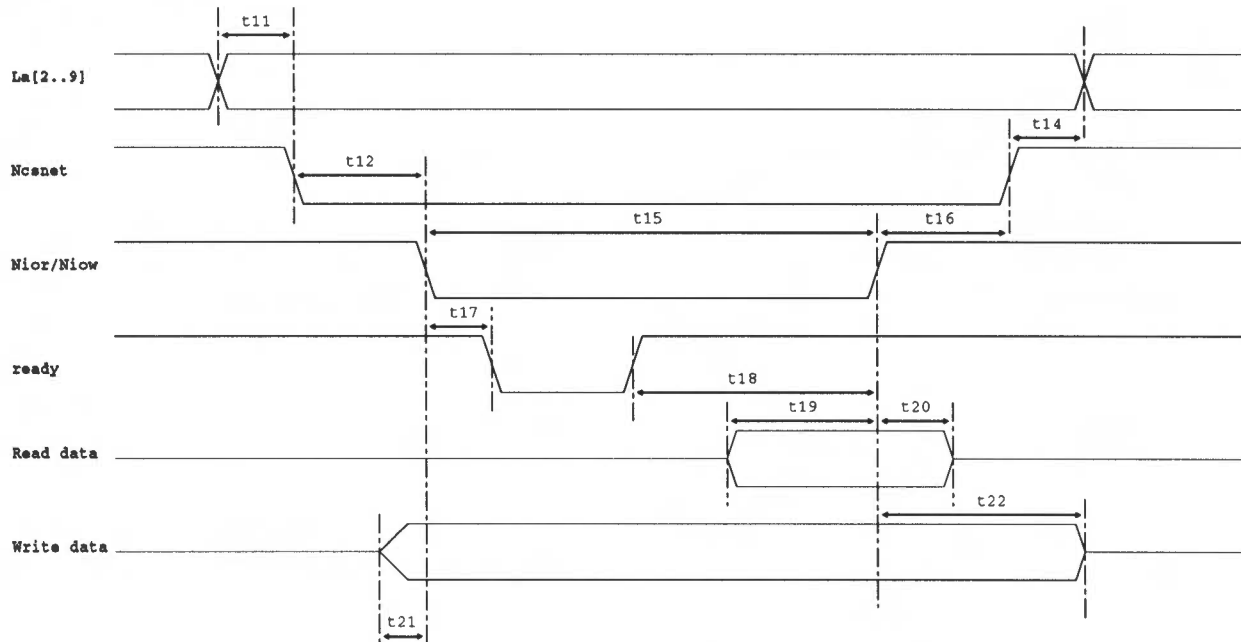 t11
La[2..9]
t14
Ncsnet
t12
t15
t16
Nior/Niow
t17
ready
t18
t19
t20
Read data
t22
Write data
t21